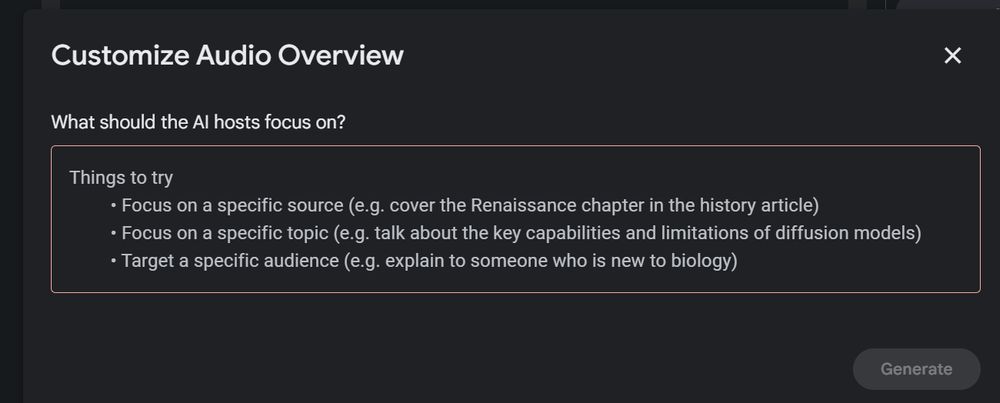 Customize Audio Overview
What should the AI hosts focus on?
Things to try
• Focus on a specific source (e.g. cover the Renaissance chapter in the history article)
• Focus on a specific topic (e.g. talk about the key capabilities and limitations of diffusion models)
• Target a specific audience (e.g. explain to someone who is new to biology)
Generate